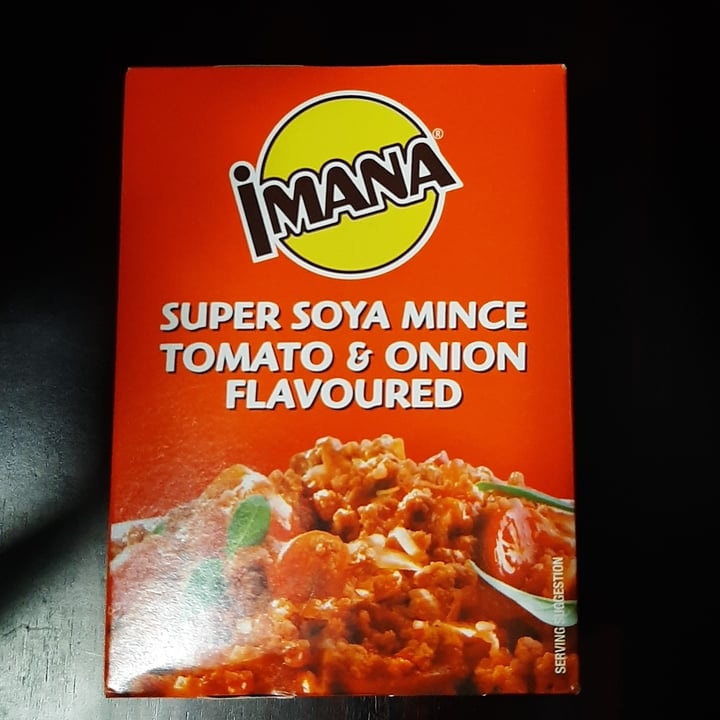 iMANA®
SUPER SOYA MINCE
TOMATO & ONION
FLAVOURED
SERVING SUGGESTION